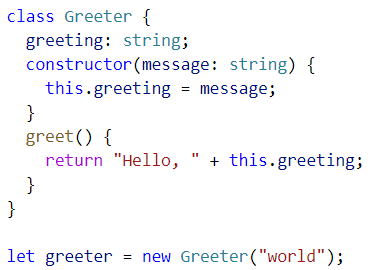 class Greeter {
  greeting: string;
  constructor(message: string) {
    this.greeting = message;
  }
  greet() {
    return "Hello, " + this.greeting;
  }
}

let greeter = new Greeter("world");